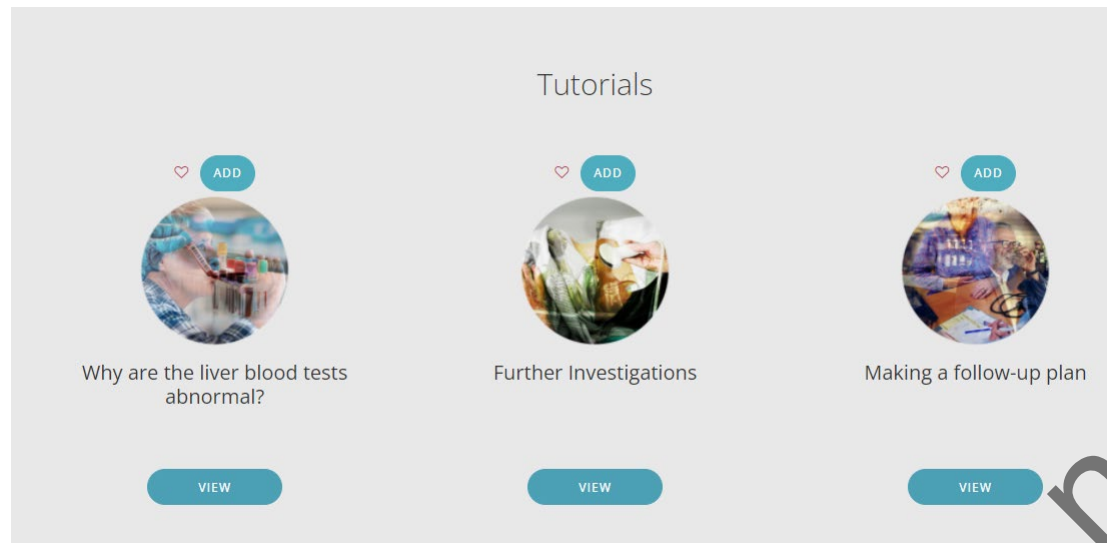 Tutorials
ADD
ADD
ADD
Why are the liver blood tests
abnormal?
Further Investigations
Making a follow-up plan
VIEW
VIEW
VIEW